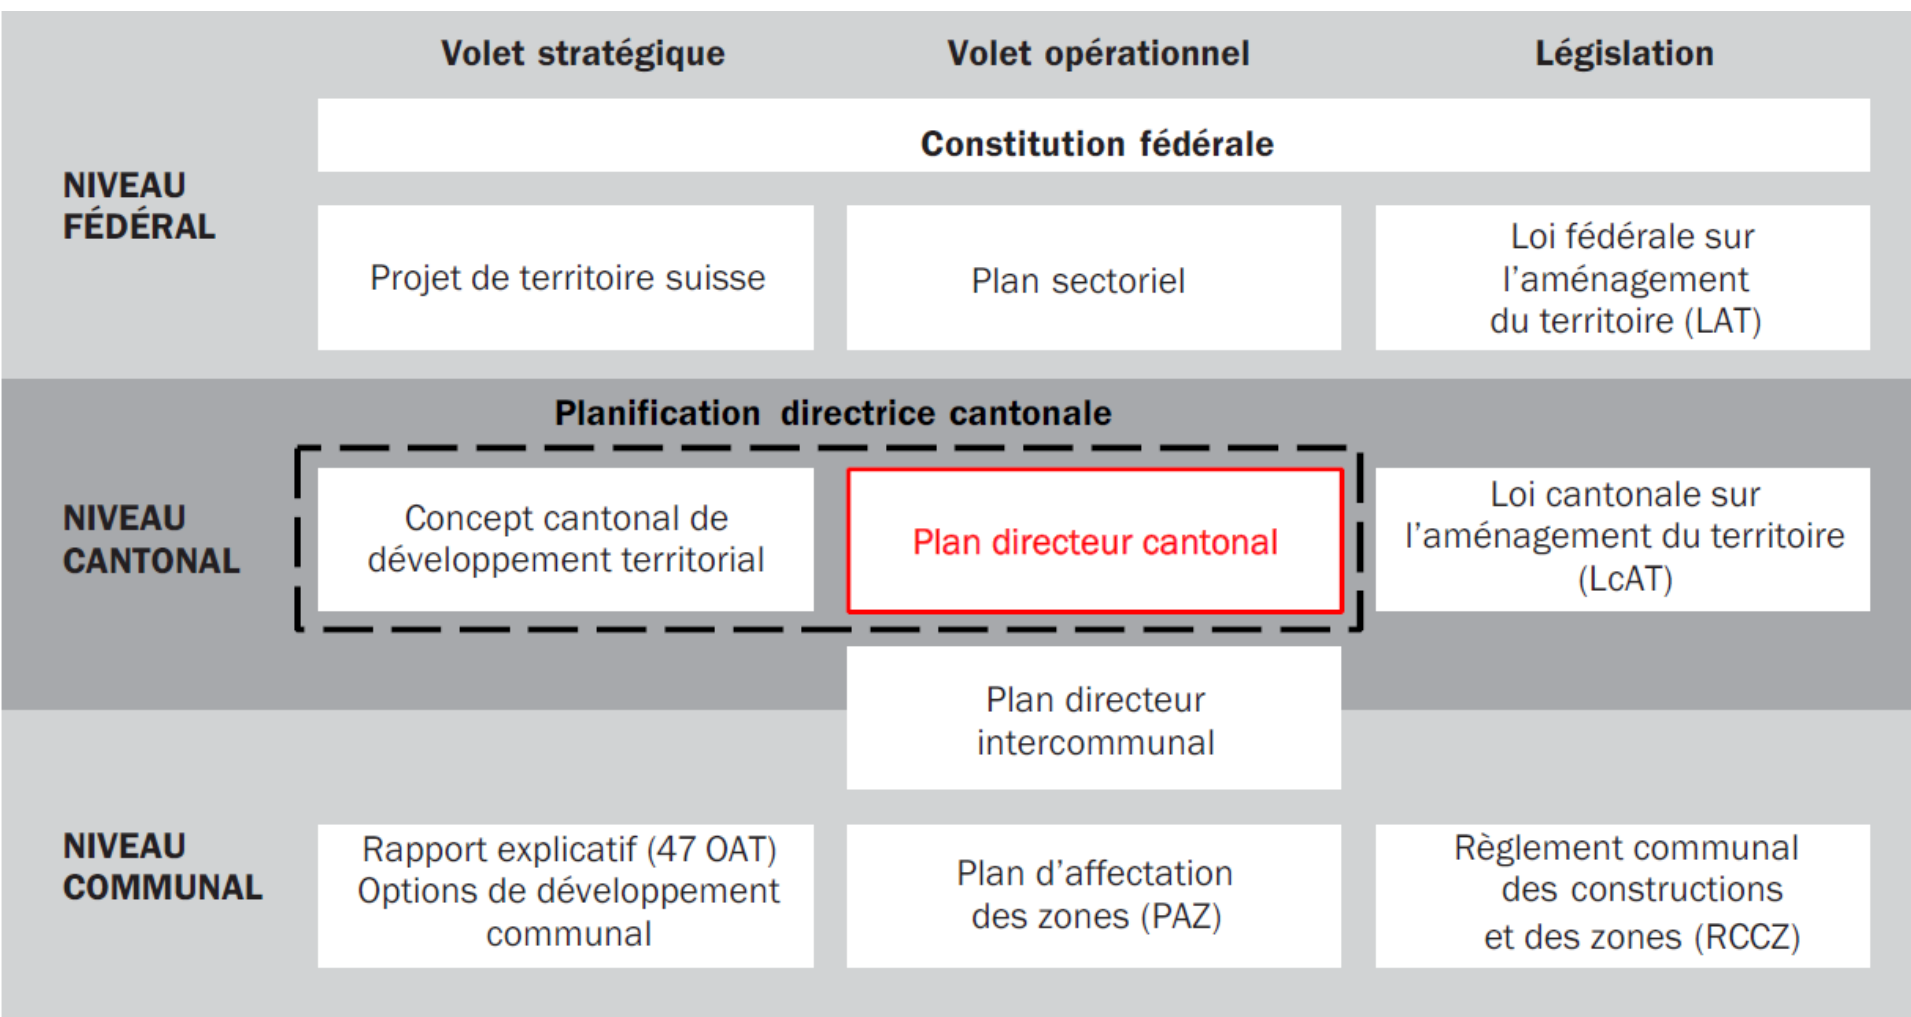 Volet stratégique
Volet opérationnel
Législation
Constitution fédérale
NIVEAU
FÉDÉRAL
Projet de territoire suisse
Plan sectoriel
Loi fédérale sur
l'aménagement
du territoire (LAT)
Planification directrice cantonale
NIVEAU
CANTONAL
Concept cantonal de
développement territorial
Plan directeur cantonal
Loi cantonale sur
l'aménagement du territoire
(LcAT)
Plan directeur
intercommunal
NIVEAU
COMMUNAL
Rapport explicatif (47 OAT)
Options de développement
communal
Plan d'affectation
des zones (PAZ)
Règlement communal
des constructions
et des zones (RCCZ)